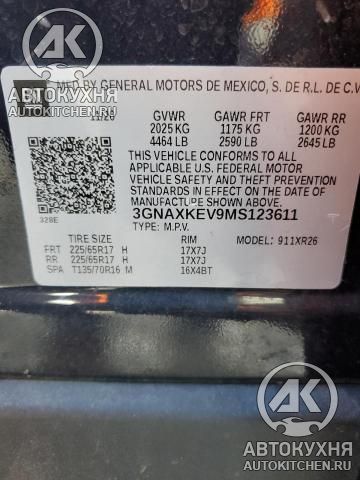 MFD BY GENERAL MOTORS DE MEXICO, S. DE R.L. DE C.V.
GVWR GAWR FRT GAWR RR
2025 KG 1175 KG 1200 KG
4464 LB 2590 LB 2645 LB
THIS VEHICLE CONFORMS TO ALL
APPLICABLE U.S. FEDERAL MOTOR
VEHICLE SAFETY AND THEFT PREVENTION
STANDARDS IN EFFECT ON THE DATE OF
MANUFACTURE SHOWN ABOVE.
3GNAXKEV9MS123611
TYPE: M.P.V.
328E
TIRE SIZE RIM 911XR26
FRT 225/65R17 H 17X7J
RR 225/65R17 H 17X7J
SPA T135/70R16 M 16X4BT
АК
АВТОКУХНЯ
AUTOKITCHEN.RU
АК
АВТОКУХНЯ
AUTOKITCHEN.RU